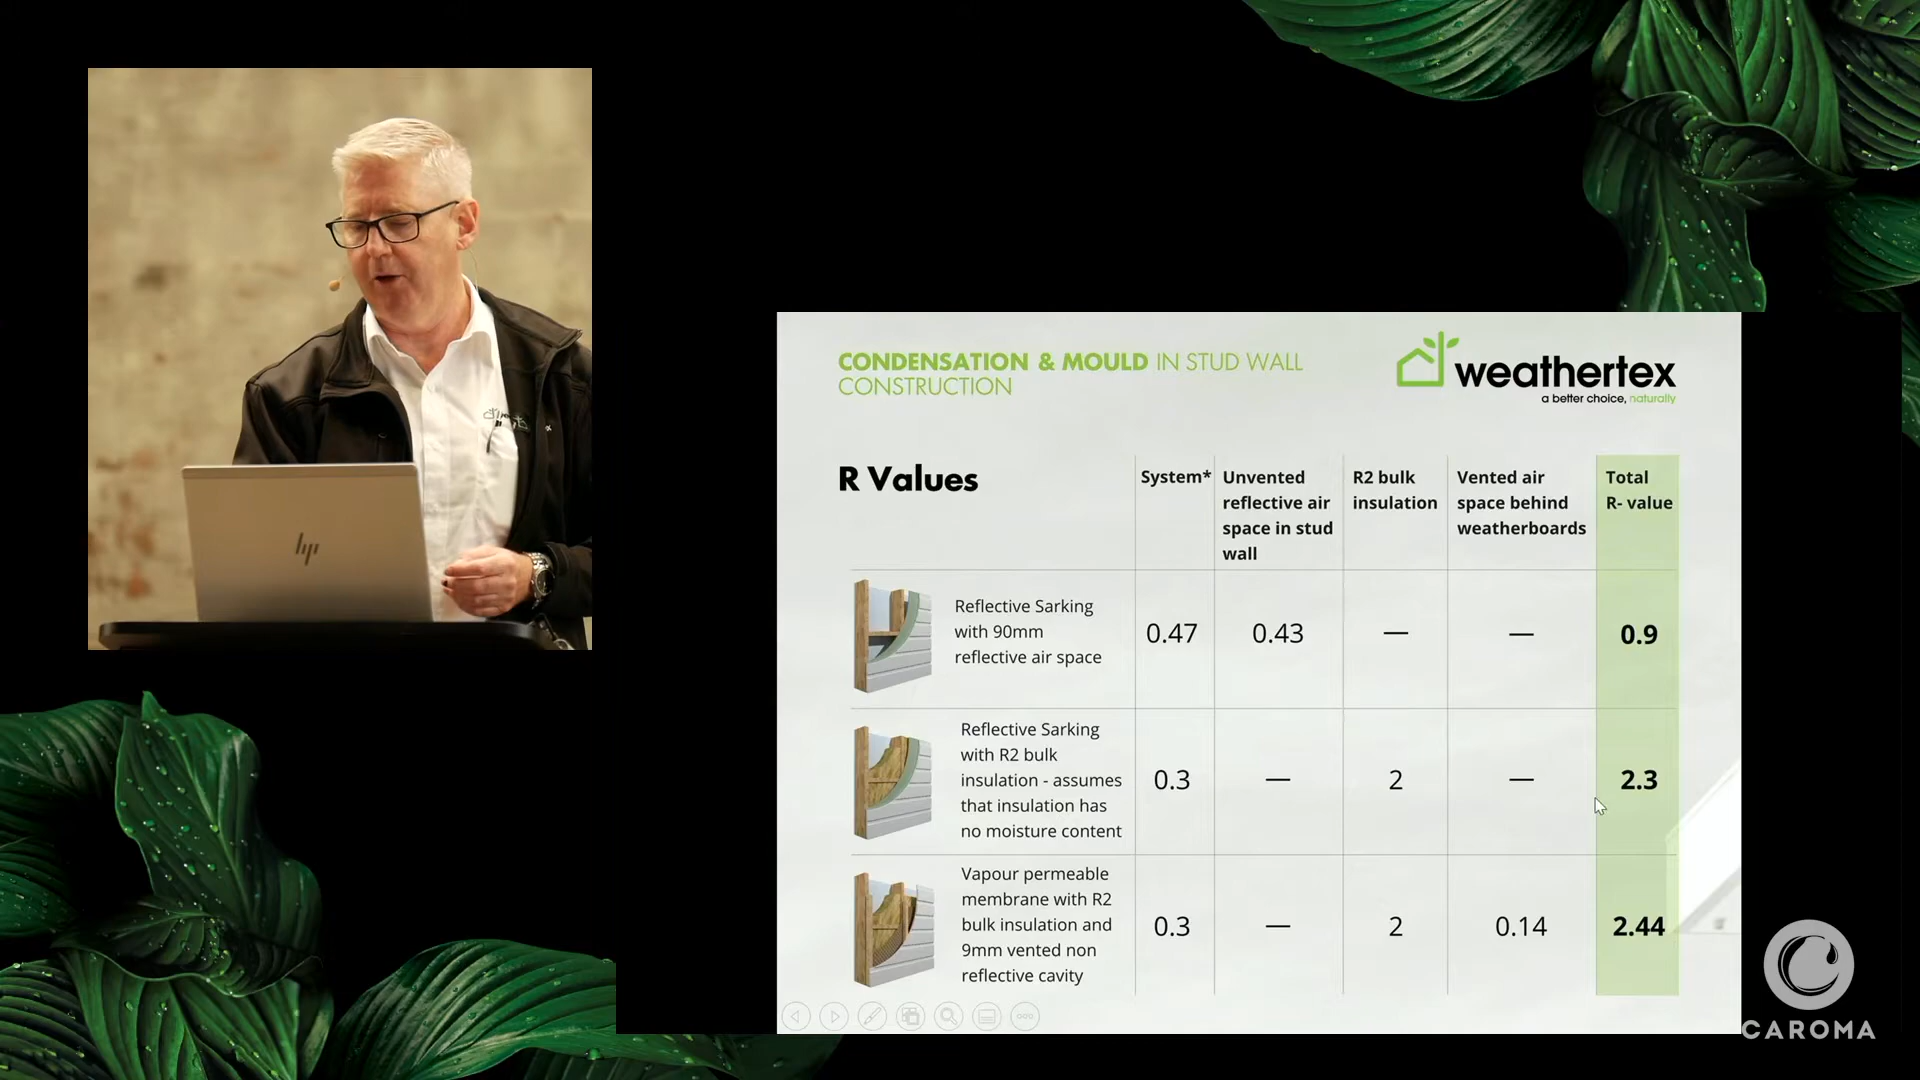 hp
CONDENSATION & MOULD IN STUD WALL
CONSTRUCTION
weathertex
a better choice, naturally
R Values
System*
Unvented
reflective air
space in stud
wall
R2 bulk
insulation
Vented air
space behind
weatherboards
Total
R- value
Reflective Sarking
with 90mm
reflective air space
0.47
0.43
—
—
0.9
Reflective Sarking
with R2 bulk
insulation - assumes
that insulation has
no moisture content
0.3
—
2
—
2.3
Vapour permeable
membrane with R2
bulk insulation and
9mm vented non
reflective cavity
0.3
—
2
0.14
2.44
CAROMA